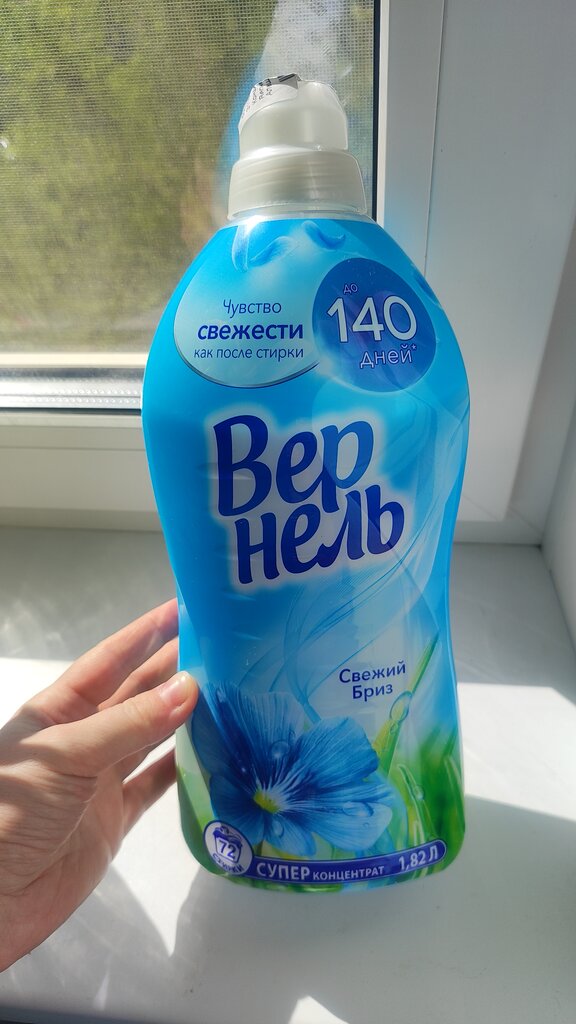 Чувство
свежести
как после стирки
до
140
дней*
Вер
нель
Свежий
Бриз
72
СУПЕР КОНЦЕНТРАТ 1,82 Л